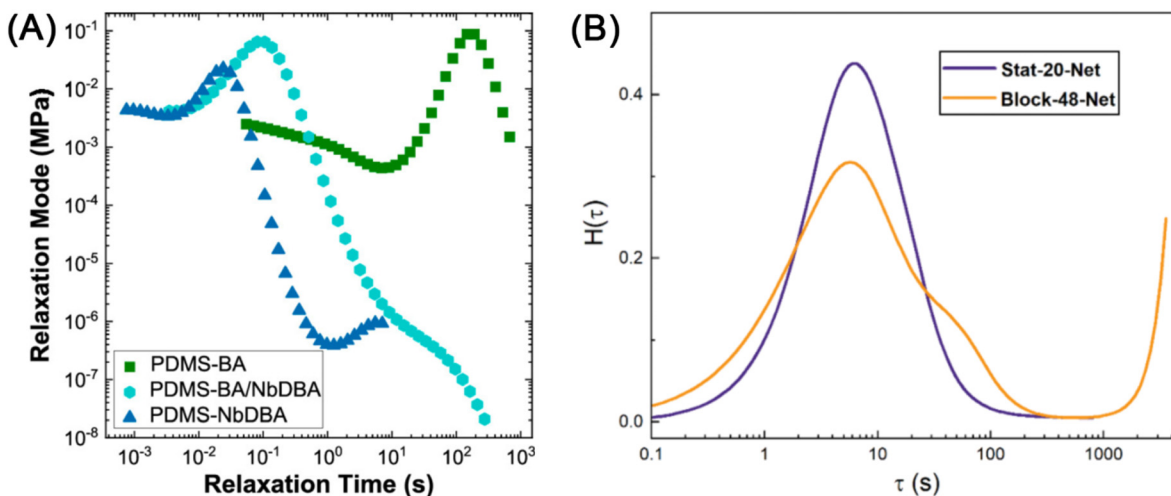 (A)
Relaxation Mode (MPa)
10⁻¹
10⁻²
10⁻³
10⁻⁴
10⁻⁵
10⁻⁶
10⁻⁷
10⁻⁸
PDMS-BA
PDMS-BA/NbDBA
PDMS-NbDBA
10⁻³ 10⁻² 10⁻¹ 10⁰ 10¹ 10² 10³
Relaxation Time (s)
(B)
H(τ)
0.4
0.2
0.0
Stat-20-Net
Block-48-Net
0.1 1 10 100 1000
τ (s)